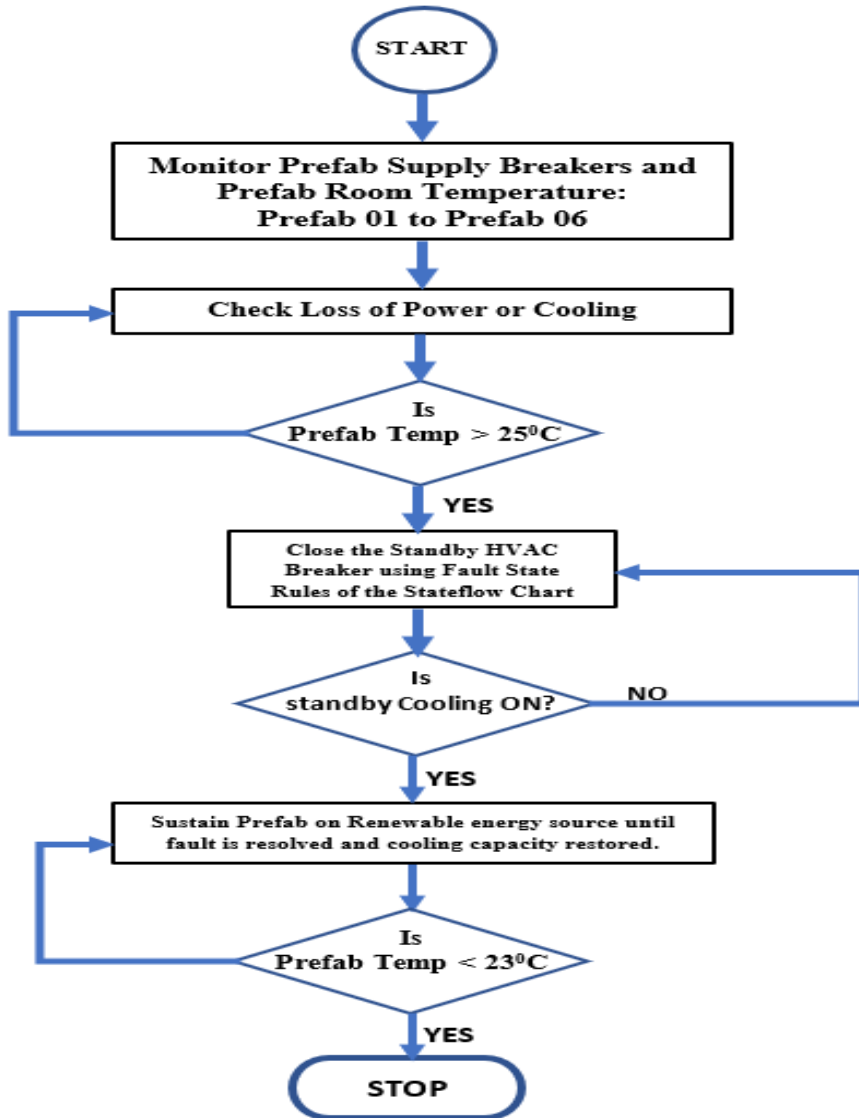 START
Monitor Prefab Supply Breakers and
Prefab Room Temperature:
Prefab 01 to Prefab 06
Check Loss of Power or Cooling
Is
Prefab Temp > 25⁰C
YES
Close the Standby HVAC
Breaker using Fault State
Rules of the Stateflow Chart
Is
standby Cooling ON?
NO
YES
Sustain Prefab on Renewable energy source until
fault is resolved and cooling capacity restored.
Is
Prefab Temp < 23⁰C
YES
STOP